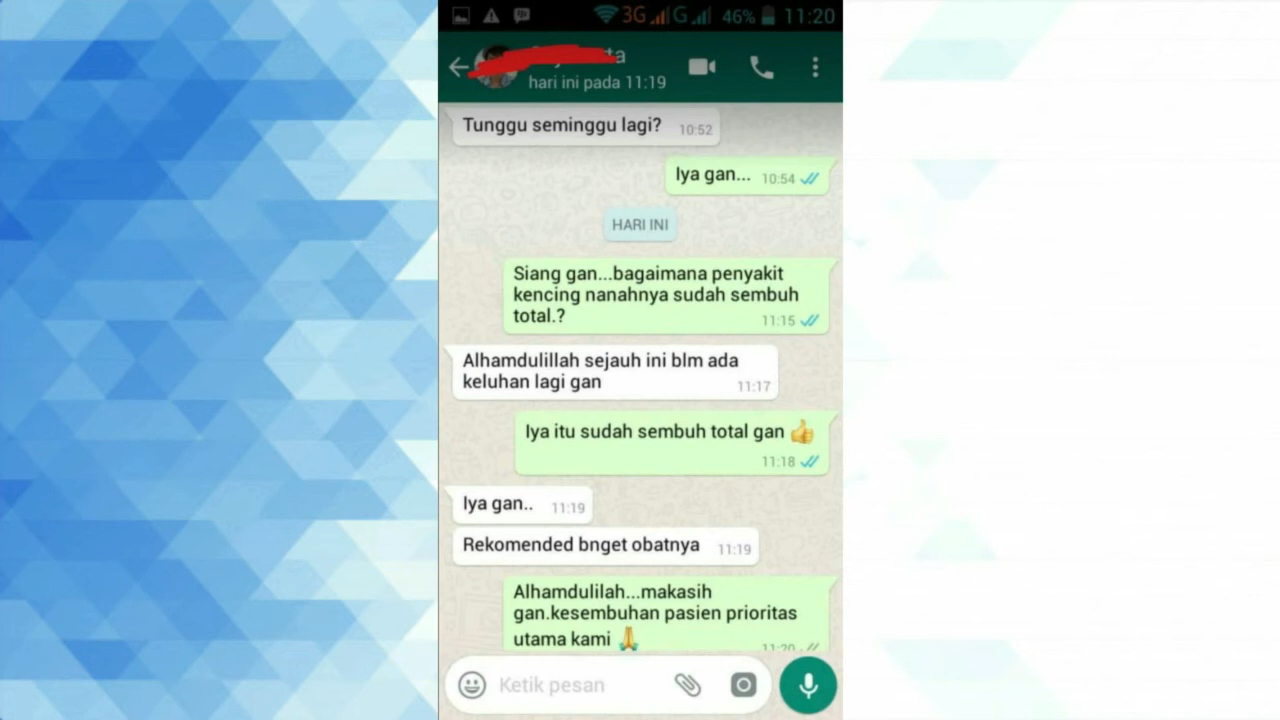 3G G 46% 11:20
ta
hari ini pada 11:19
Tunggu seminggu lagi? 10:52
Iya gan... 10:54
HARI INI
Siang gan...bagaimana penyakit
kencing nanahnya sudah sembuh
total.? 11:15
Alhamdulillah sejauh ini blm ada
keluhan lagi gan 11:17
Iya itu sudah sembuh total gan 👍
11:18
Iya gan.. 11:19
Rekomended bnget obatnya 11:19
Alhamdulilah...makasih
gan.kesembuhan pasien prioritas
utama kami 🙏 11:20
Ketik pesan